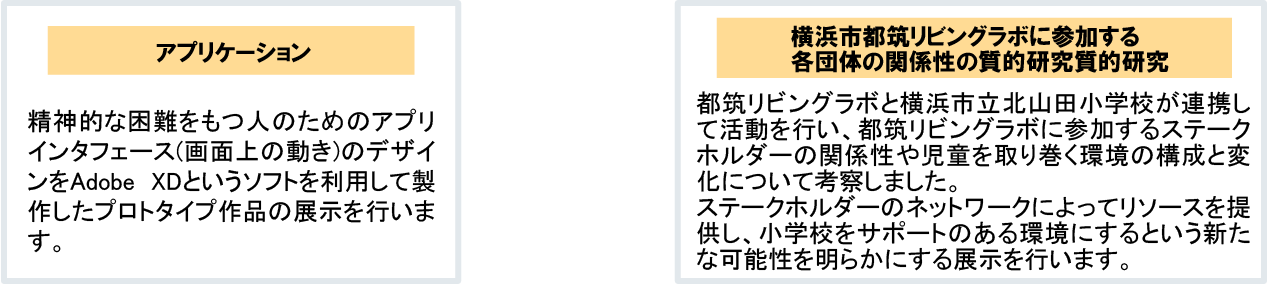 アプリケーション
精神的な困難をもつ人のためのアプリ
インタフェース(画面上の動き)のデザイ
ンをAdobe XDというソフトを利用して製
作したプロトタイプ作品の展示を行いま
す。
横浜市都筑リビングラボに参加する
各団体の関係性の質的研究質的研究
都筑リビングラボと横浜市立北山田小学校が連携し
て活動を行い、都筑リビングラボに参加するステーク
ホルダーの関係性や児童を取り巻く環境の構成と変
化について考察しました。
ステークホルダーのネットワークによってリソースを提
供し、小学校をサポートのある環境にするという新た
な可能性を明らかにする展示を行います。